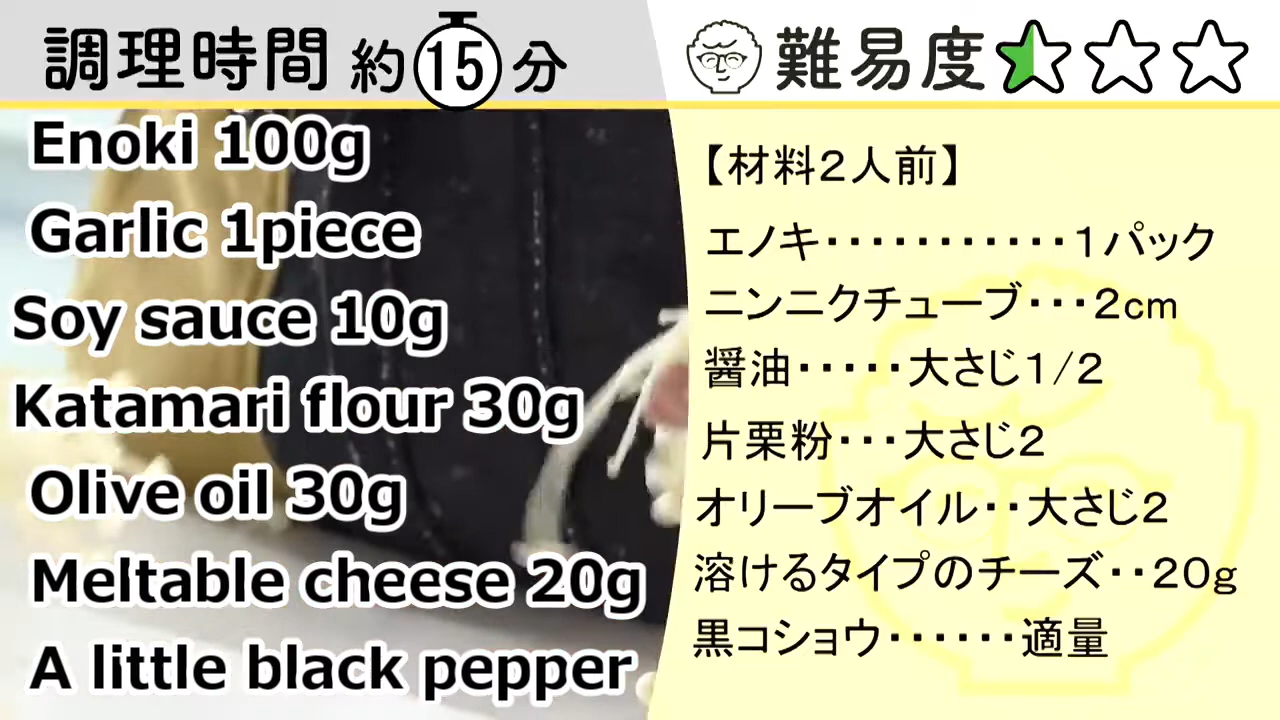 調理時間 約15分
難易度
Enoki 100g
Garlic 1piece
Soy sauce 10g
Katamari flour 30g
Olive oil 30g
Meltable cheese 20g
A little black pepper
【材料２人前】
エノキ・・・・・・・・・・・１パック
ニンニクチューブ・・・２cm
醤油・・・・・大さじ１/２
片栗粉・・・大さじ２
オリーブオイル・・大さじ２
溶けるタイプのチーズ・・２０g
黒コショウ・・・・・・適量